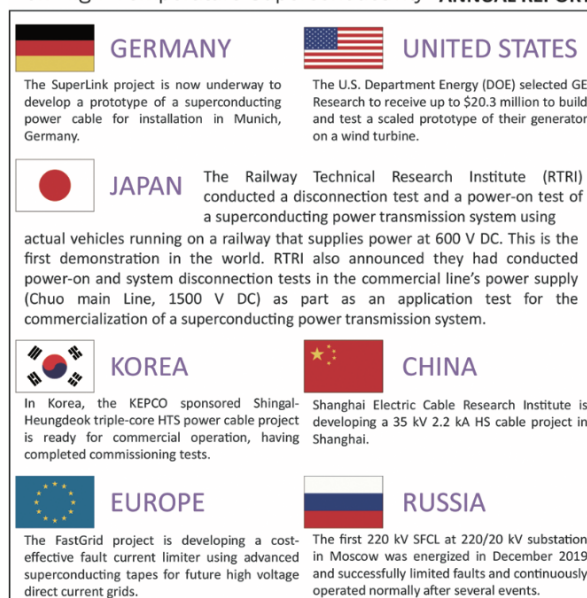 ANNUAL REPORT
GERMANY
The SuperLink project is now underway to
develop a prototype of a superconducting
power cable for installation in Munich,
Germany.
UNITED STATES
The U.S. Department Energy (DOE) selected GE
Research to receive up to $20.3 million to build
and test a scaled prototype of their generator
on a wind turbine.
JAPAN
The Railway Technical Research Institute (RTRI)
conducted a disconnection test and a power-on test of
a superconducting power transmission system using
actual vehicles running on a railway that supplies power at 600 V DC. This is the
first demonstration in the world. RTRI also announced they had conducted
power-on and system disconnection tests in the commercial line's power supply
(Chuo main Line, 1500 V DC) as part as an application test for the
commercialization of a superconducting power transmission system.
KOREA
In Korea, the KEPCO sponsored Shingal-
Heungdeok triple-core HTS power cable project
is ready for commercial operation, having
completed commissioning tests.
CHINA
Shanghai Electric Cable Research Institute is
developing a 35 kV 2.2 kA HS cable project in
Shanghai.
EUROPE
The FastGrid project is developing a cost-
effective fault current limiter using advanced
superconducting tapes for future high voltage
direct current grids.
RUSSIA
The first 220 kV SFCL at 220/20 kV substation
in Moscow was energized in December 2019
and successfully limited faults and continuously
operated normally after several events.